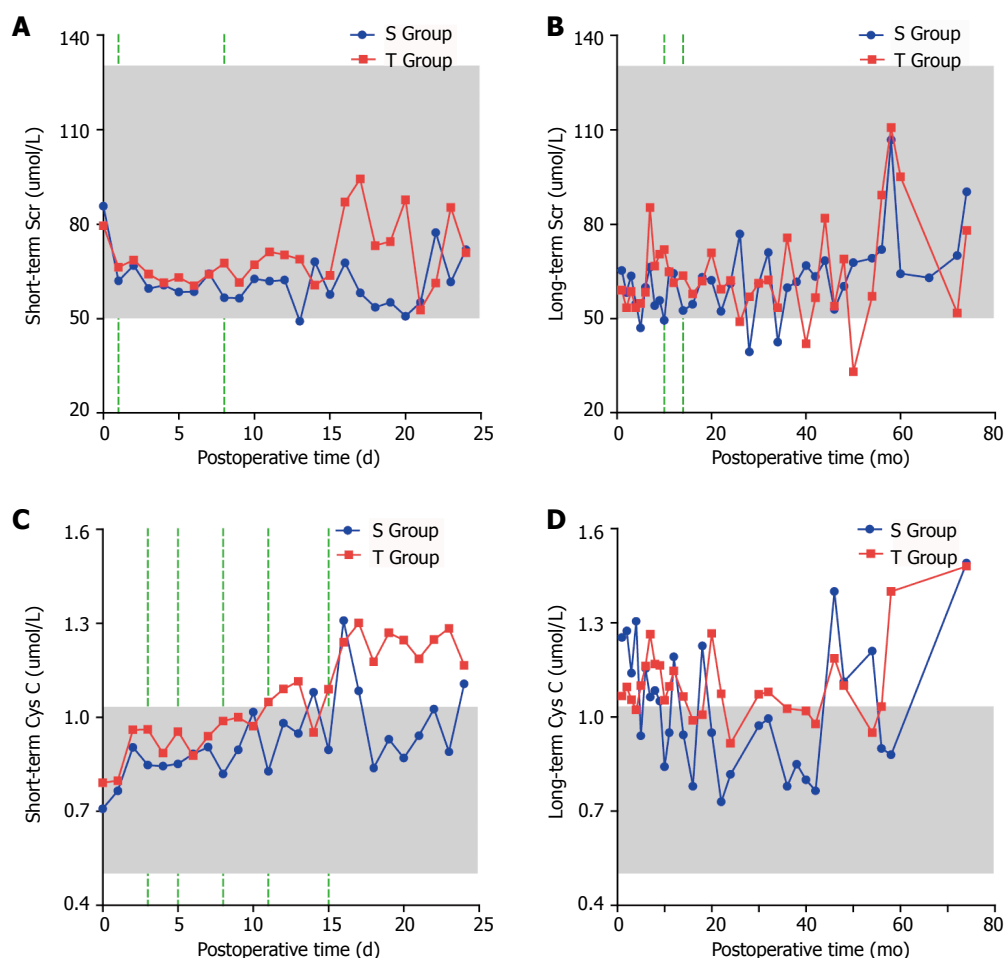 A
S Group
T Group
Short-term Scr (umol/L)
140
110
80
50
20
0 5 10 15 20 25
Postoperative time (d)
B
S Group
T Group
Long-term Scr (umol/L)
140
110
80
50
20
0 20 40 60 80
Postoperative time (mo)
C
S Group
T Group
Short-term Cys C (umol/L)
1.6
1.3
1.0
0.7
0.4
0 5 10 15 20 25
Postoperative time (d)
D
S Group
T Group
Long-term Cys C (umol/L)
1.6
1.3
1.0
0.7
0.4
0 20 40 60 80
Postoperative time (mo)